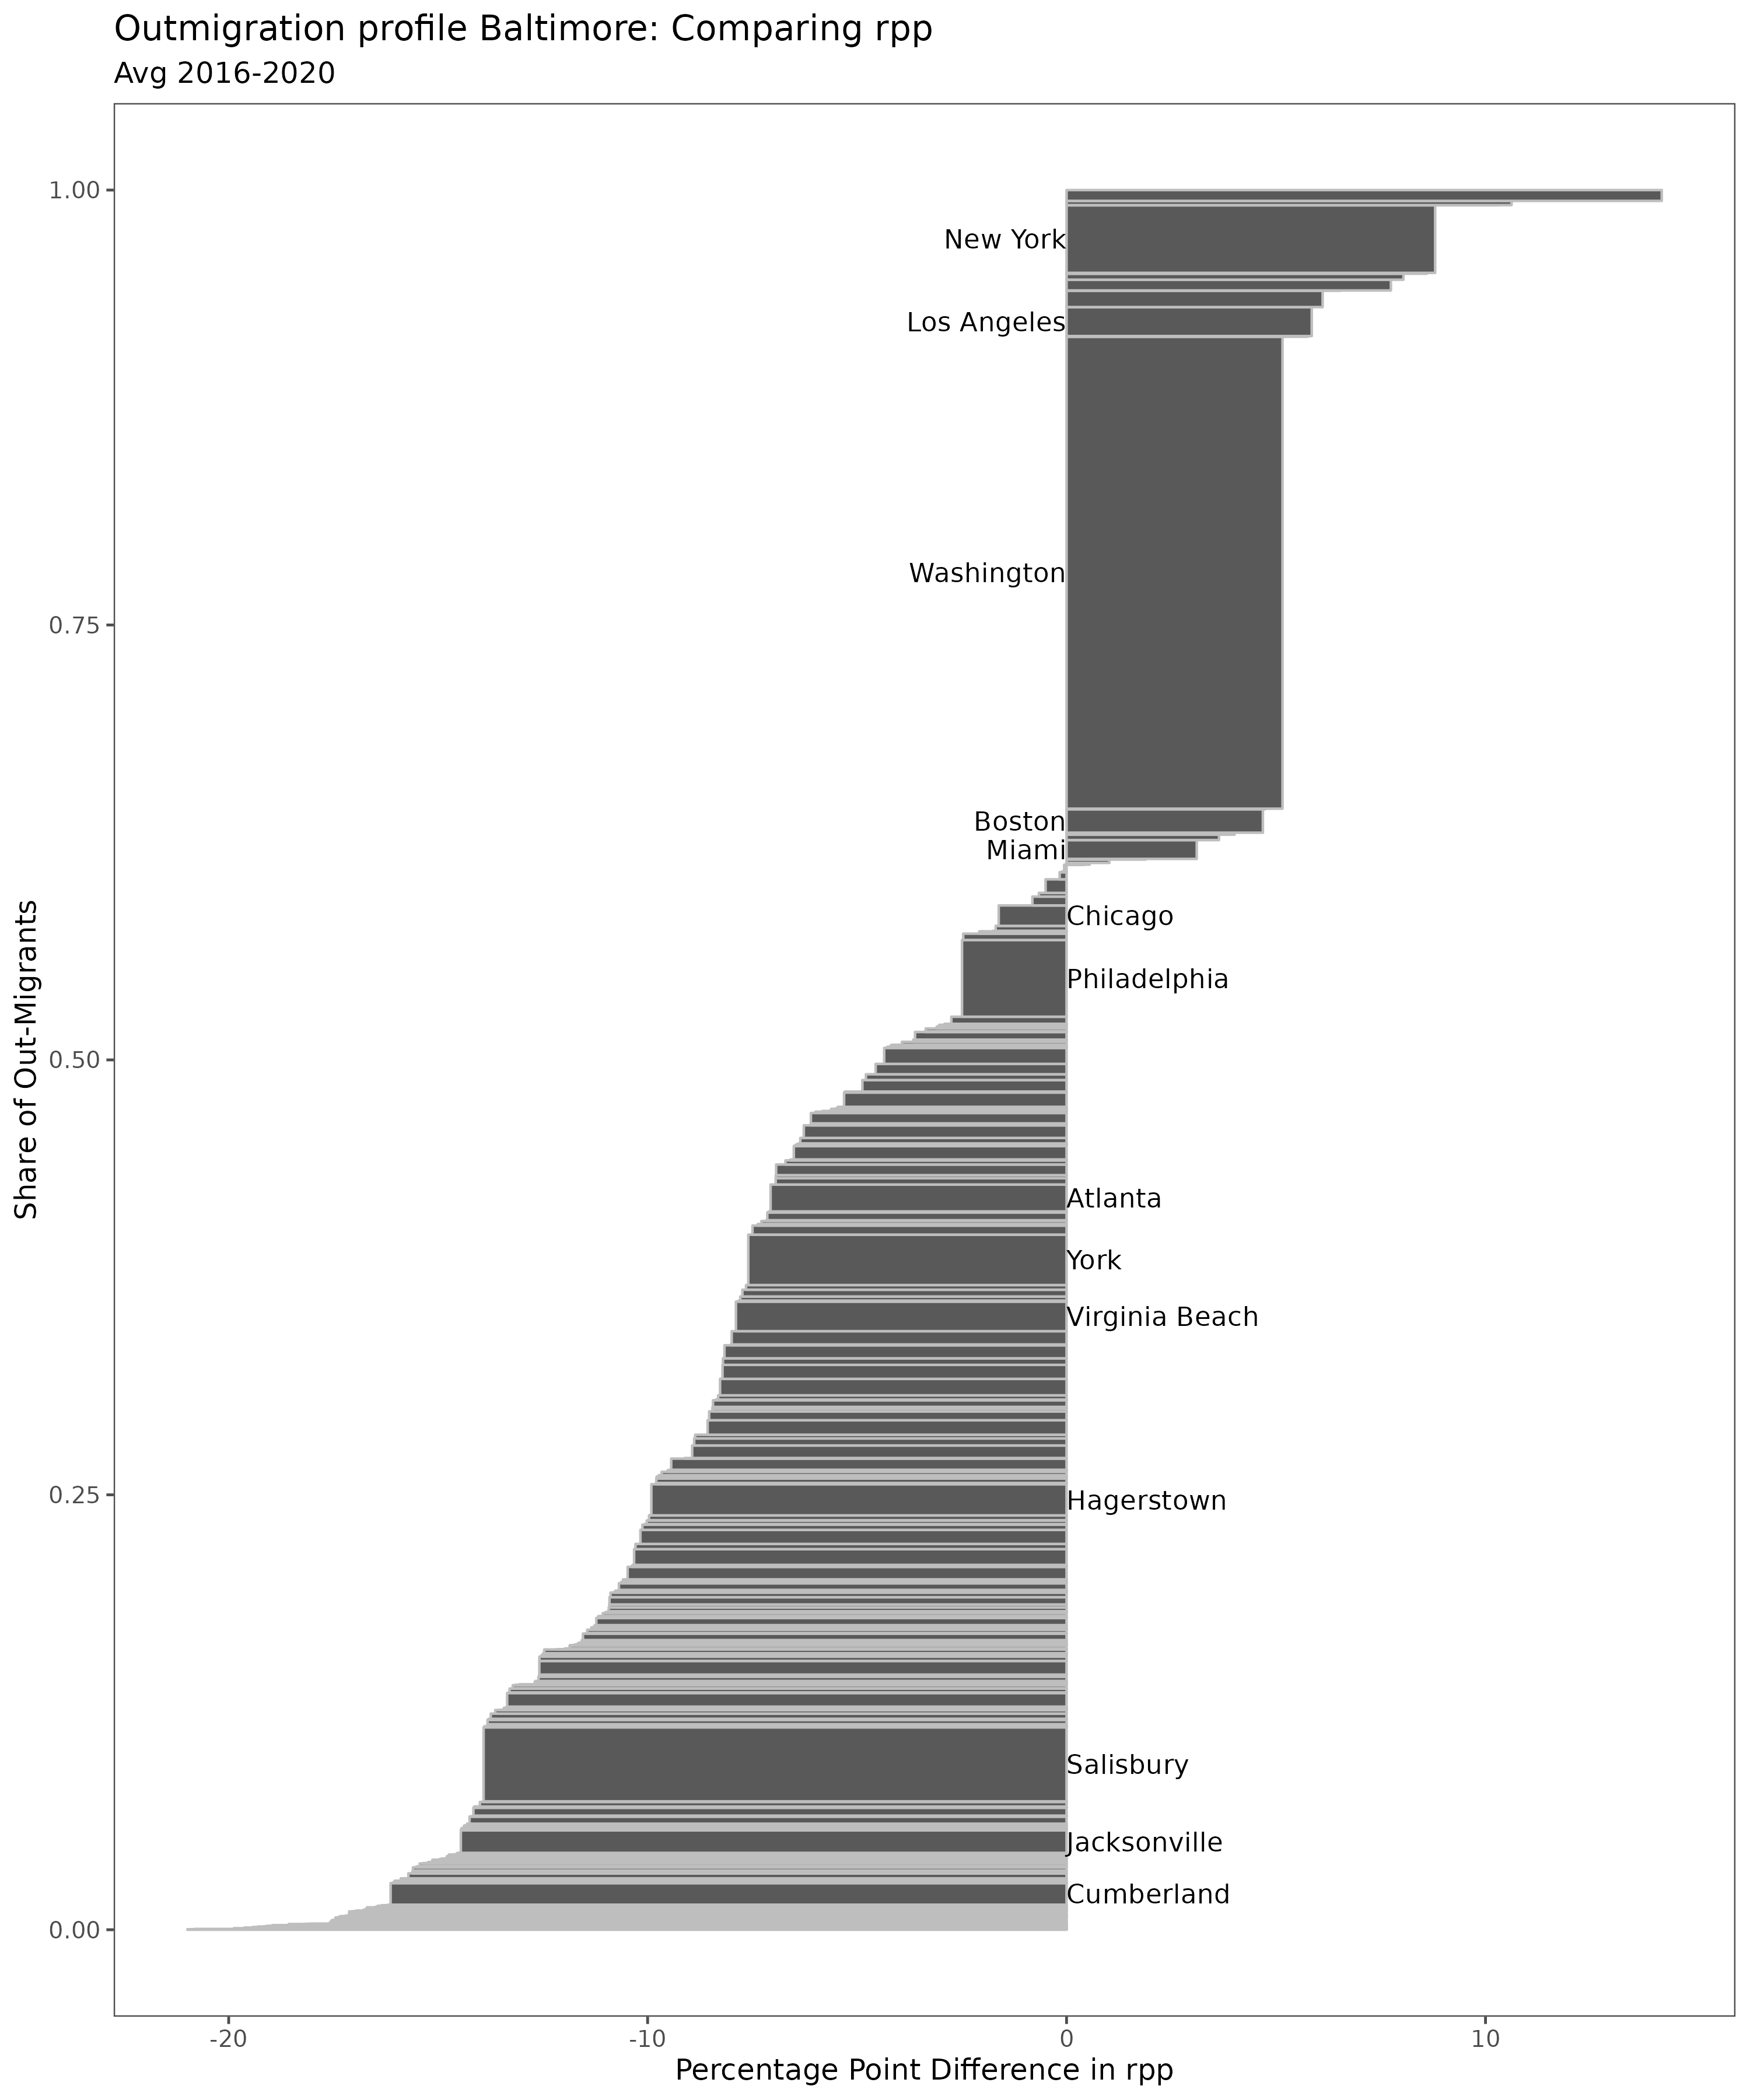 Outmigration profile Baltimore: Comparing rpp
Avg 2016-2020
1.00
New York
Los Angeles
Washington
0.75
Boston
Miami
Chicago
Philadelphia
Share of Out-Migrants
0.50
Atlanta
York
Virginia Beach
0.25
Hagerstown
Salisbury
Jacksonville
Cumberland
0.00
-20
-10
0
10
Percentage Point Difference in rpp